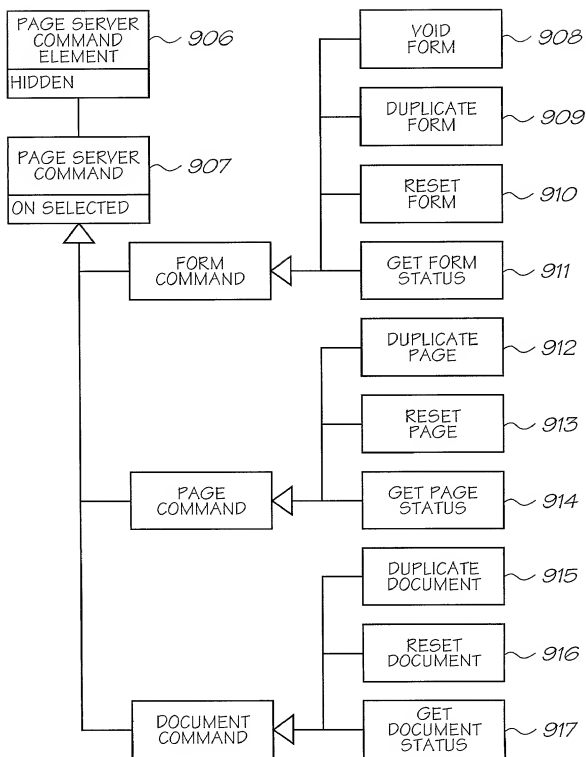 PAGE SERVER
COMMAND
ELEMENT
906
HIDDEN
PAGE SERVER
COMMAND
907
ON SELECTED
VOID
FORM
908
DUPLICATE
FORM
909
RESET
FORM
910
FORM
COMMAND
GET FORM
STATUS
911
DUPLICATE
PAGE
912
RESET
PAGE
913
PAGE
COMMAND
GET PAGE
STATUS
914
DUPLICATE
DOCUMENT
915
RESET
DOCUMENT
916
DOCUMENT
COMMAND
GET
DOCUMENT
STATUS
917